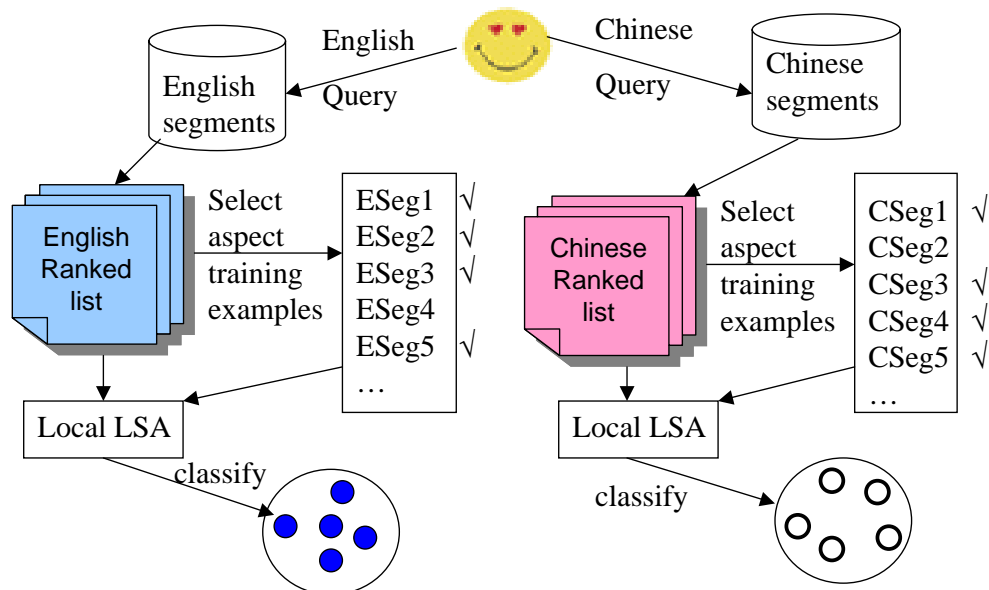 English
Query
Chinese
Query
English
segments
Chinese
segments
English
Ranked
list
Select
aspect
training
examples
ESeg1 √
ESeg2 √
ESeg3 √
ESeg4
ESeg5 √
…
Chinese
Ranked
list
Select
aspect
training
examples
CSeg1 √
CSeg2
CSeg3 √
CSeg4 √
CSeg5 √
…
Local LSA
classify
Local LSA
classify